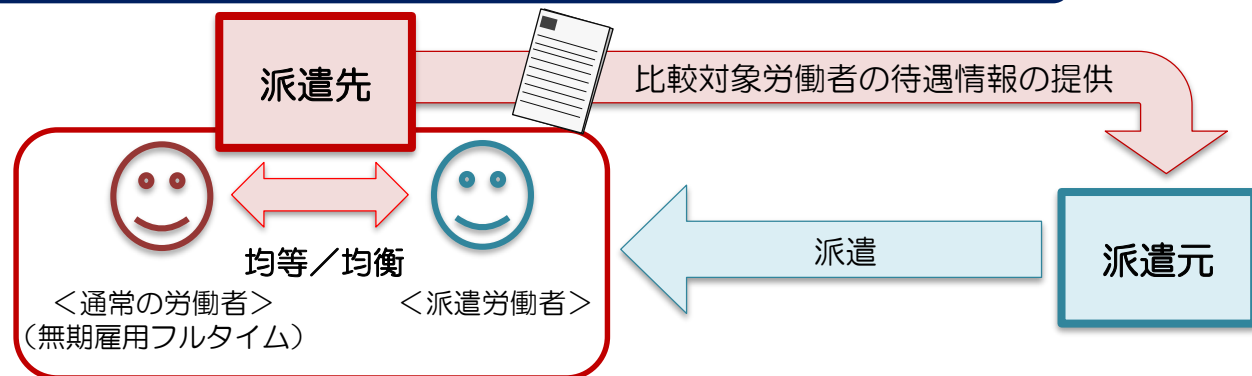 派遣先
比較対象労働者の待遇情報の提供
派遣
派遣元
均等／均衡
＜通常の労働者＞
（無期雇用フルタイム）
＜派遣労働者＞